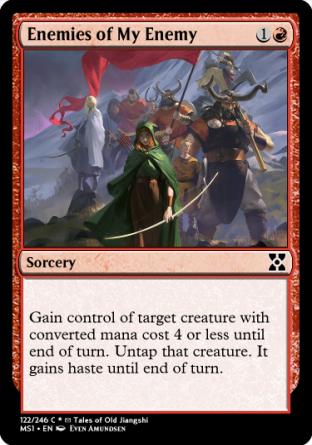 Enemies of My Enemy 1
Sorcery
Gain control of target creature with
converted mana cost 4 or less until
end of turn. Untap that creature. It
gains haste until end of turn.
122/246 C * Tales of Old Jiangshi
MS1 • EN Even Amundsen